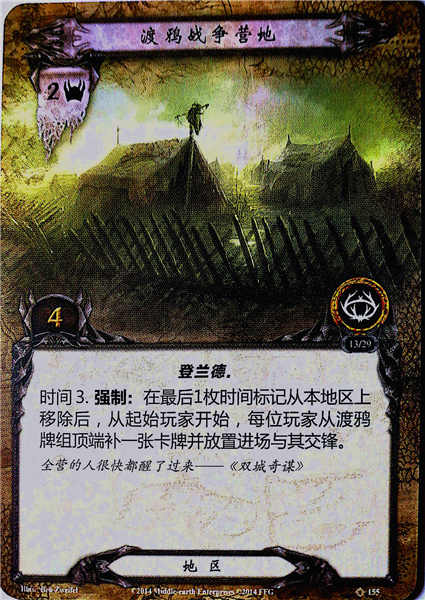 渡鸦战争营地
2
4
13/29
登兰德.
时间 3. 强制：在最后1枚时间标记从本地区上
移除后，从起始玩家开始，每位玩家从渡鸦
牌组顶端补一张卡牌并放置进场与其交锋。
全营的人很快都醒了过来——《双城奇谋》
地区
Illus. Ben Zweifel
©2014 Middle-earth Enterprises ©2014 FFG
155